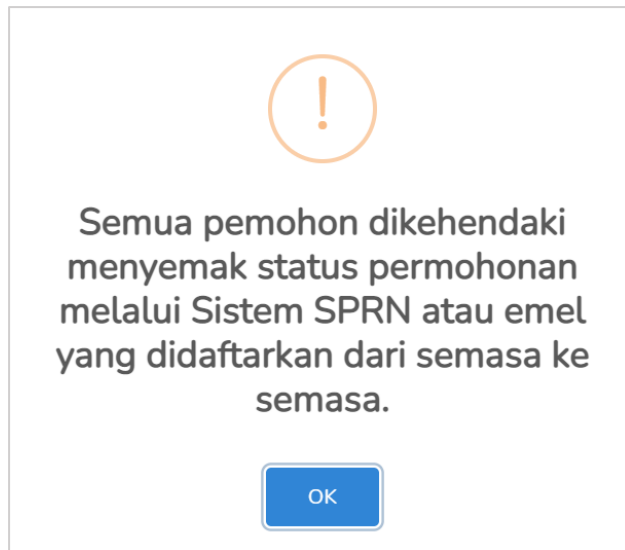 !
Semua pemohon dikehendaki
menyemak status permohonan
melalui Sistem SPRN atau emel
yang didaftarkan dari semasa ke
semasa.
OK